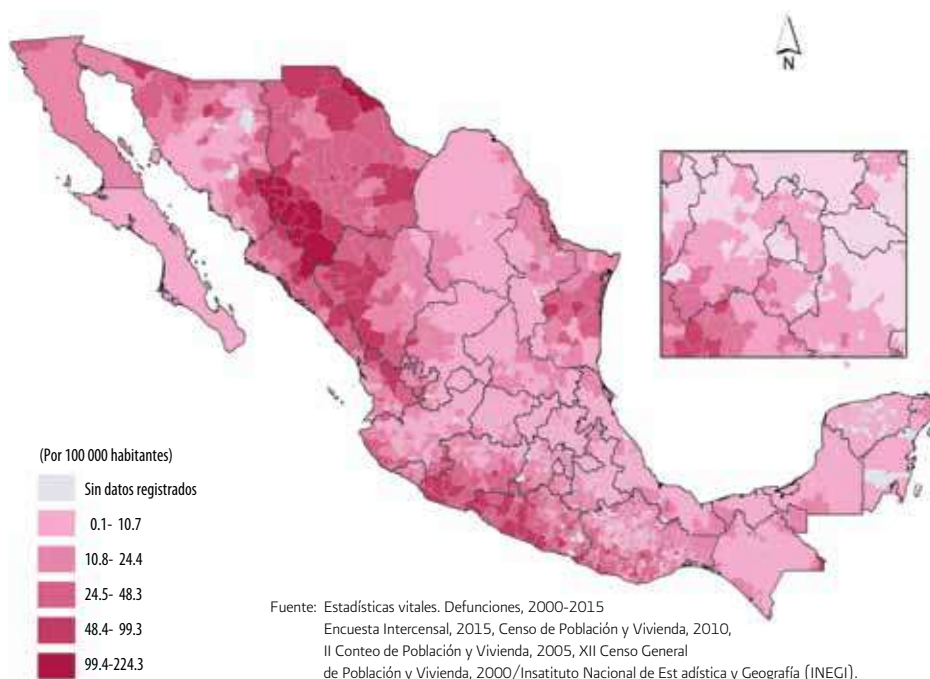 N
(Por 100 000 habitantes)
Sin datos registrados
0.1- 10.7
10.8- 24.4
24.5- 48.3
48.4- 99.3
99.4-224.3
Fuente: Estadísticas vitales. Defunciones, 2000-2015
Encuesta Intercensal, 2015, Censo de Población y Vivienda, 2010,
II Conteo de Población y Vivienda, 2005, XII Censo General
de Población y Vivienda, 2000/Insatituto Nacional de Est adística y Geografía (INEGI).